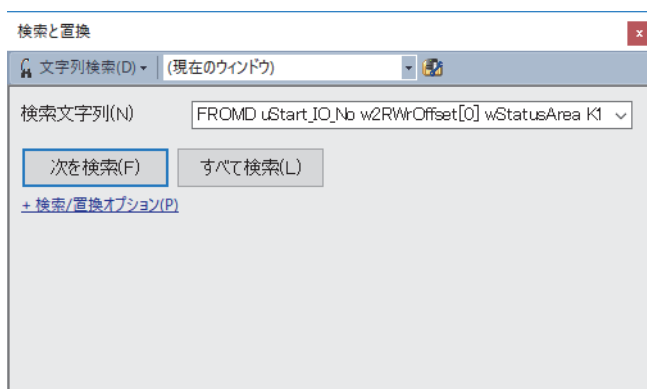 検索と置換
文字列検索(D) (現在のウィンドウ)
検索文字列(N) FROMD uStart_IO_No w2RWrOffset[0] wStatusArea K1
次を検索(F) すべて検索(L)
+ 検索/置換オプション(P)